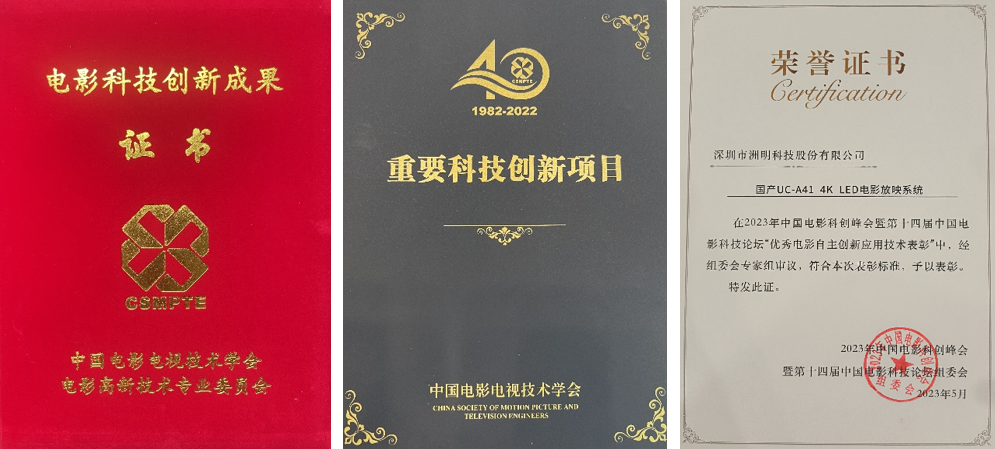 电影科技创新成果
证书
CSMPTE
中国电影电视技术学会
电影高新技术专业委员会
40
CSMPTE
1982-2022
重要科技创新项目
中国电影电视技术学会
CHINA SOCIETY OF MOTION PICTURE AND
TELEVISION ENGINEERS
荣誉证书
Certification
深圳市洲明科技股份有限公司
国产UC-A41 4K LED电影放映系统
在2023年中国电影科创峰会暨第十四届中国电
影科技论坛“优秀电影自主创新应用技术表彰”中，经
组委会专家组审议，符合本次表彰标准，予以表彰。
特发此证。
2023年中国电影科创峰会
暨第十四届中国电影科技论坛组委会
2023年5月